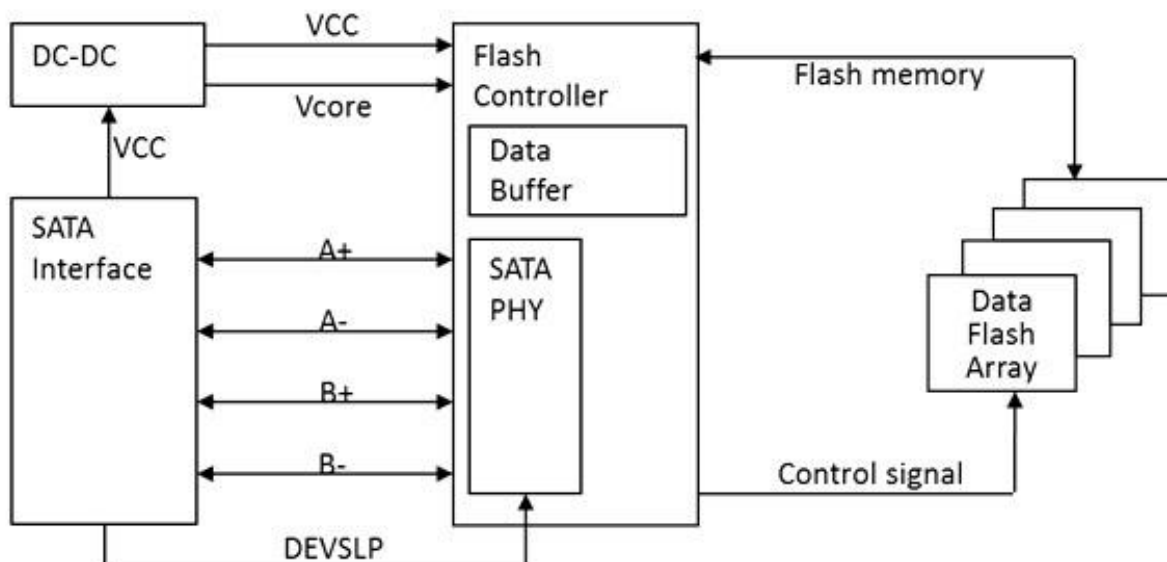 VCC
DC-DC
Flash
Controller
Flash memory
Vcore
VCC
Data
Buffer
SATA
Interface
A+
SATA
PHY
A-
Data
Flash
Array
B+
B-
Control signal
DEVSLP